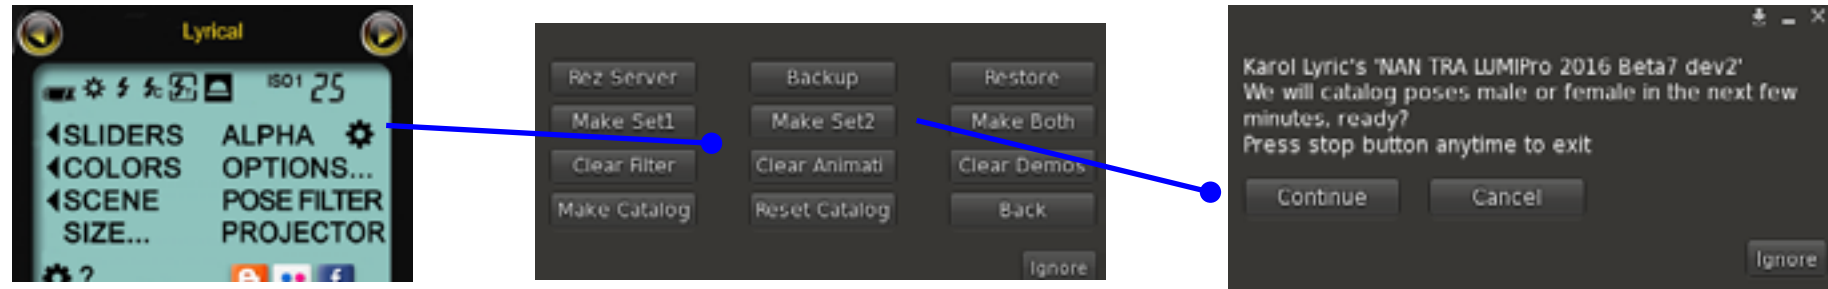 Lyrical
ISO1 25
SLIDERS ALPHA
COLORS OPTIONS...
SCENE POSE FILTER
SIZE... PROJECTOR
?
Rez Server Backup Restore
Make Set1 Make Set2 Make Both
Clear Filter Clear Animati Clear Demos
Make Catalog Reset Catalog Back
Ignore
Karol Lyric's 'NAN TRA LUMIPro 2016 Beta7 dev2'
We will catalog poses male or female in the next few
minutes, ready?
Press stop button anytime to exit
Continue Cancel
Ignore